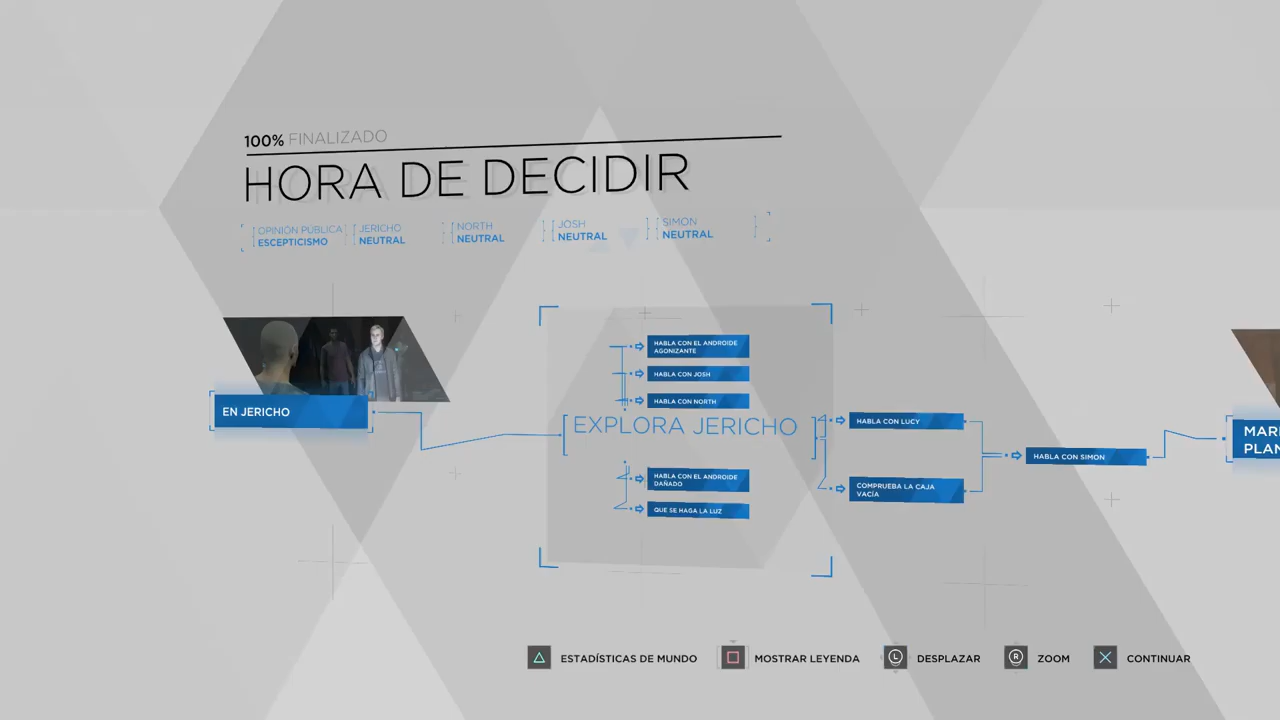 100% FINALIZADO
HORA DE DECIDIR
OPINIÓN PÚBLICA
ESCEPTICISMO
JERICHO
NEUTRAL
NORTH
NEUTRAL
JOSH
NEUTRAL
SIMON
NEUTRAL
EN JERICHO
HABLA CON EL ANDROIDE
AGONIZANTE
HABLA CON JOSH
HABLA CON NORTH
EXPLORA JERICHO
HABLA CON EL ANDROIDE
DAÑADO
QUE SE HAGA LA LUZ
HABLA CON LUCY
COMPRUEBA LA CAJA
VACÍA
HABLA CON SIMON
ESTADÍSTICAS DE MUNDO
MOSTRAR LEYENDA
L
DESPLAZAR
R
ZOOM
CONTINUAR